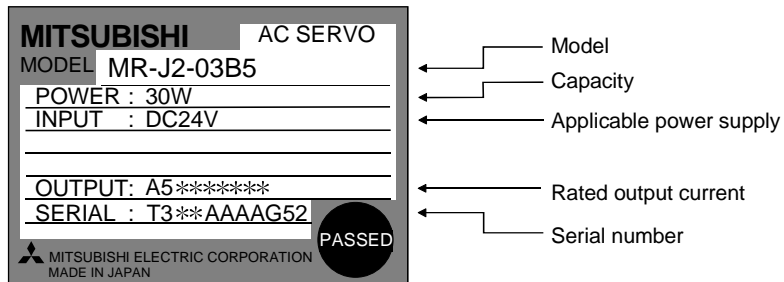 MITSUBISHI AC SERVO
MODEL MR-J2-03B5
POWER : 30W
INPUT : DC24V
OUTPUT: A5*******
SERIAL : T3**AAAAG52
PASSED
MITSUBISHI ELECTRIC CORPORATION
MADE IN JAPAN
Model
Capacity
Applicable power supply
Rated output current
Serial number